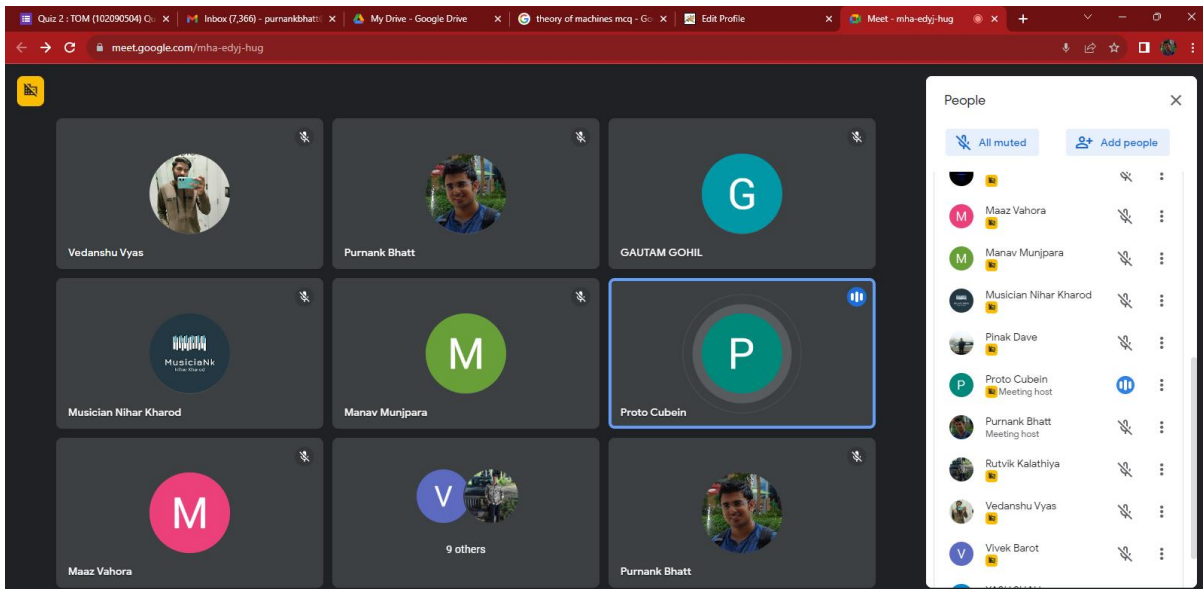 Quiz 2 : TOM (102090504) Qu
Inbox (7,366) - purnankbhatt
My Drive - Google Drive
theory of machines mcq - Go
Edit Profile
Meet - mha-edyj-hug
meet.google.com/mha-edyj-hug
Vedanshu Vyas
Purnank Bhatt
G
GAUTAM GOHIL
MusiciaNk
Nihar Kharod
Musician Nihar Kharod
M
Manav Munjpara
P
Proto Cubein
M
Maaz Vahora
V
9 others
Purnank Bhatt
People
All muted
Add people
M
Maaz Vahora
M
Manav Munjpara
Musician Nihar Kharod
Pinak Dave
P
Proto Cubein
Meeting host
Purnank Bhatt
Meeting host
Rutvik Kalathiya
Vedanshu Vyas
V
Vivek Barot